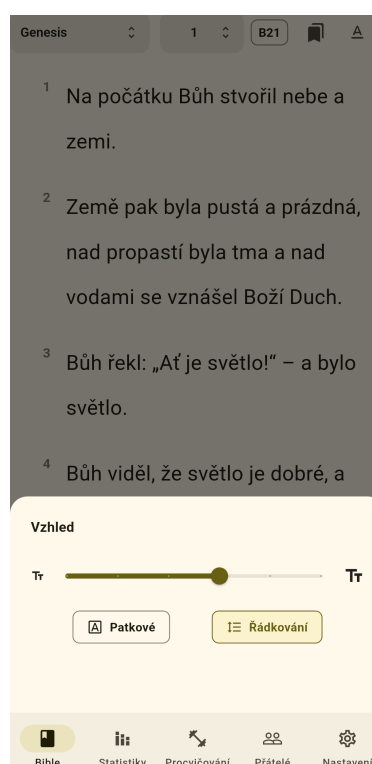 Genesis 1 B21 A
1 Na počátku Bůh stvořil nebe a
zemi.
2 Země pak byla pustá a prázdná,
nad propastí byla tma a nad
vodami se vznášel Boží Duch.
3 Bůh řekl: „Ať je světlo!“ – a bylo
světlo.
4 Bůh viděl, že světlo je dobré, a
Vzhled
Tт Tт
A Patkové Řádkování
Bible Statistiky Procvičování Přátelé Nastavení